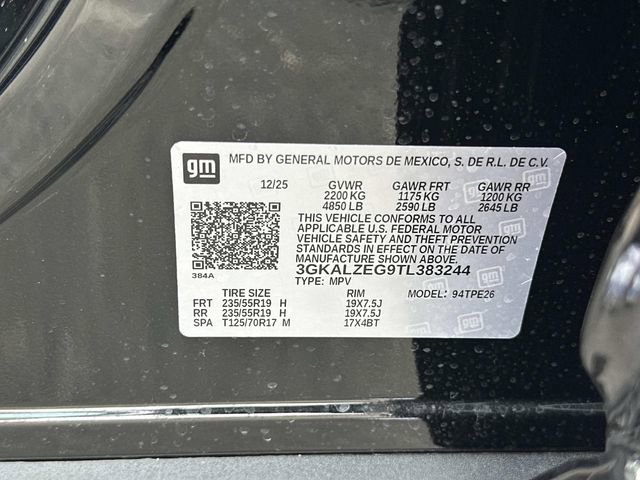 gm MFD BY GENERAL MOTORS DE MEXICO, S. DE R.L. DE C.V.
12/25 GVWR GAWR FRT GAWR RR
2200 KG 1175 KG 1200 KG
4850 LB 2590 LB 2645 LB
THIS VEHICLE CONFORMS TO ALL
APPLICABLE U.S. FEDERAL MOTOR
VEHICLE SAFETY AND THEFT PREVENTION
STANDARDS IN EFFECT ON THE DATE OF
MANUFACTURE SHOWN ABOVE.
384A 3GKALZEG9TL383244
TYPE: MPV
TIRE SIZE RIM MODEL: 94TPE26
FRT 235/55R19 H 19X7.5J
RR 235/55R19 H 19X7.5J
SPA T125/70R17 M 17X4BT